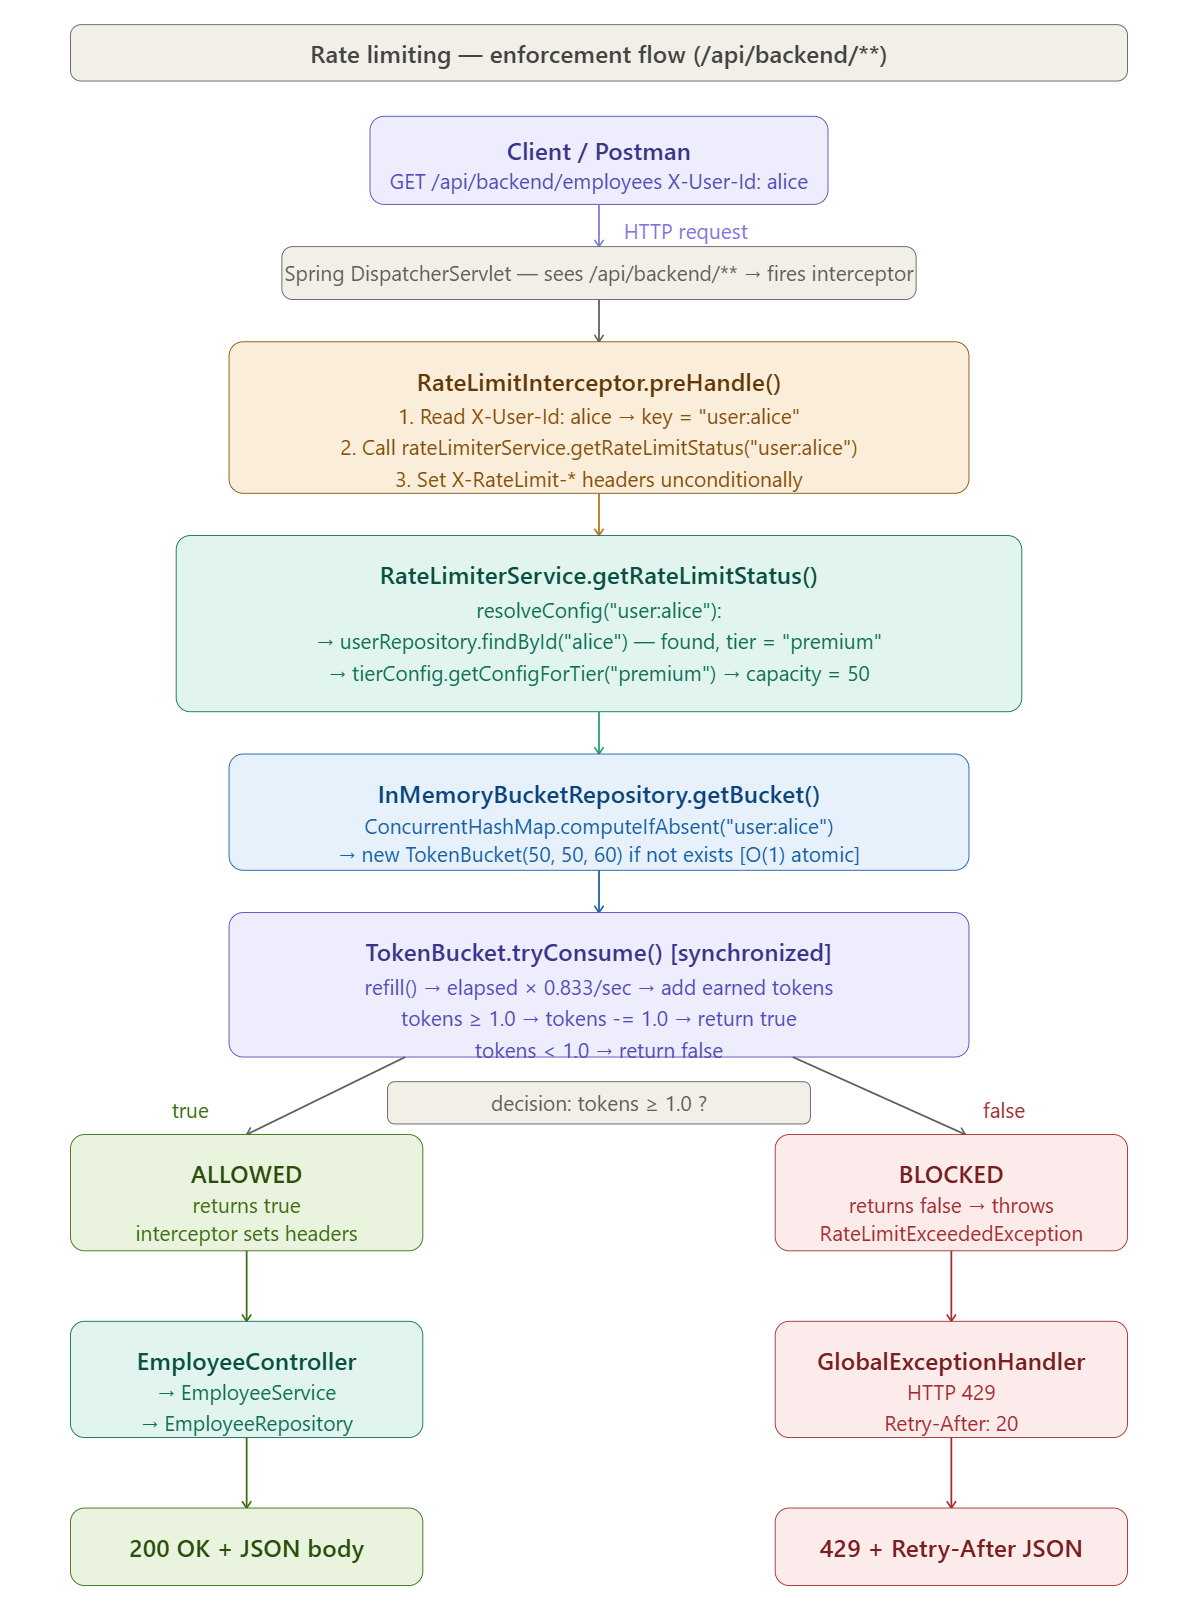 Rate limiting — enforcement flow (/api/backend/**)
Client / Postman
GET /api/backend/employees X-User-Id: alice
HTTP request
Spring DispatcherServlet — sees /api/backend/** → fires interceptor
RateLimitInterceptor.preHandle()
1. Read X-User-Id: alice → key = "user:alice"
2. Call rateLimiterService.getRateLimitStatus("user:alice")
3. Set X-RateLimit-* headers unconditionally
RateLimiterService.getRateLimitStatus()
resolveConfig("user:alice"):
→ userRepository.findById("alice") — found, tier = "premium"
→ tierConfig.getConfigForTier("premium") → capacity = 50
InMemoryBucketRepository.getBucket()
ConcurrentHashMap.computeIfAbsent("user:alice")
→ new TokenBucket(50, 50, 60) if not exists [O(1) atomic]
TokenBucket.tryConsume() [synchronized]
refill() → elapsed × 0.833/sec → add earned tokens
tokens ≥ 1.0 → tokens -= 1.0 → return true
tokens < 1.0 → return false
decision: tokens ≥ 1.0 ?
true
false
ALLOWED
returns true
interceptor sets headers
BLOCKED
returns false → throws
RateLimitExceededException
EmployeeController
→ EmployeeService
→ EmployeeRepository
GlobalExceptionHandler
HTTP 429
Retry-After: 20
200 OK + JSON body
429 + Retry-After JSON